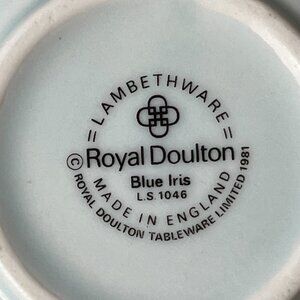 = LAMBETHWARE =
Royal Doulton
Blue Iris
L.S. 1046
MADE IN ENGLAND
© ROYAL DOULTON TABLEWARE LIMITED 1981